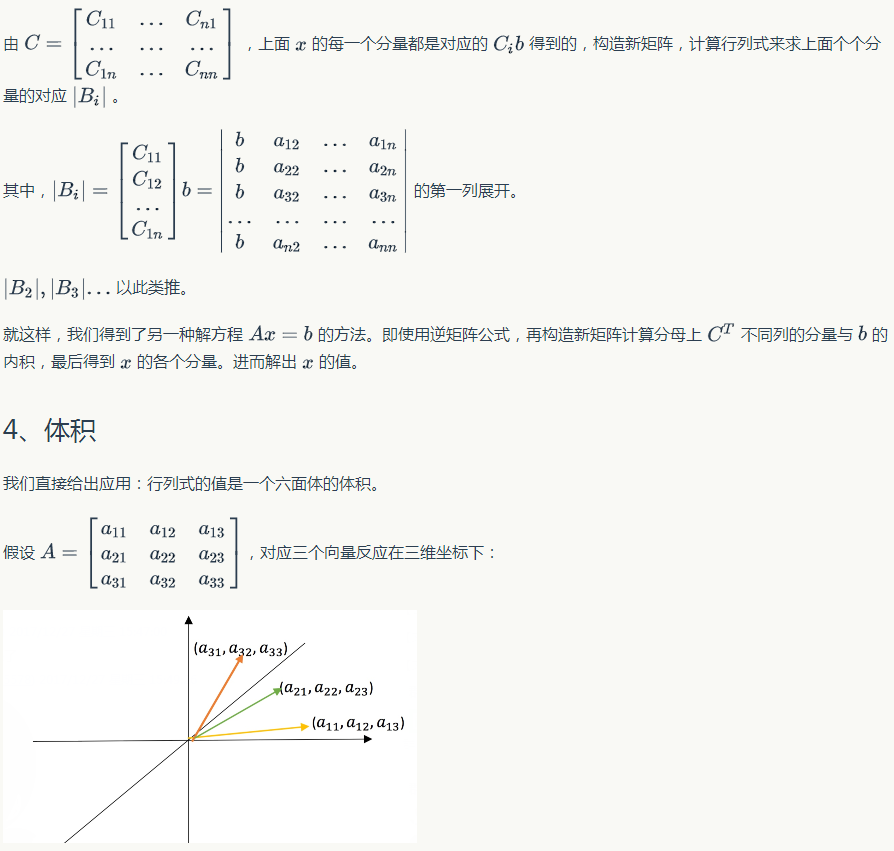 由 $C = \begin{bmatrix} C_{11} & \dots & C_{n1} \\ \dots & \dots & \dots \\ C_{1n} & \dots & C_{nn} \end{bmatrix}$ ，上面 $x$ 的每一个分量都是对应的 $C_i b$ 得到的，构造新矩阵，计算行列式来求上面个个分
量的对应 $|B_i|$ 。
其中，$|B_i| = \begin{bmatrix} C_{11} \\ C_{12} \\ \dots \\ C_{1n} \end{bmatrix} b = \begin{vmatrix} b & a_{12} & \dots & a_{1n} \\ b & a_{22} & \dots & a_{2n} \\ b & a_{32} & \dots & a_{3n} \\ \dots & \dots & \dots & \dots \\ b & a_{n2} & \dots & a_{nn} \end{vmatrix}$ 的第一列展开。
$|B_2|, |B_3| \dots$ 以此类推。
就这样，我们得到了另一种解方程 $Ax = b$ 的方法。即使用逆矩阵公式，再构造新矩阵计算分母上 $C^T$ 不同列的分量与 $b$ 的
内积，最后得到 $x$ 的各个分量。进而解出 $x$ 的值。
4、体积
我们直接给出应用：行列式的值是一个六面体的体积。
假设 $A = \begin{bmatrix} a_{11} & a_{12} & a_{13} \\ a_{21} & a_{22} & a_{23} \\ a_{31} & a_{32} & a_{33} \end{bmatrix}$ ，对应三个向量反应在三维坐标下：
$(a_{31}, a_{32}, a_{33})$
$(a_{21}, a_{22}, a_{23})$
$(a_{11}, a_{12}, a_{13})$